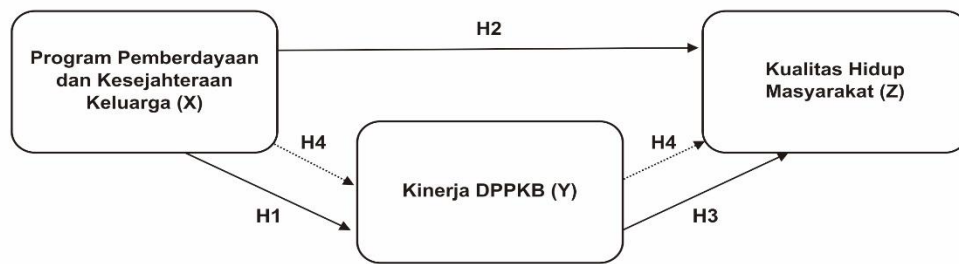 H2
Program Pemberdayaan
dan Kesejahteraan
Keluarga (X)
Kualitas Hidup
Masyarakat (Z)
H4
H4
Kinerja DPPKB (Y)
H1
H3